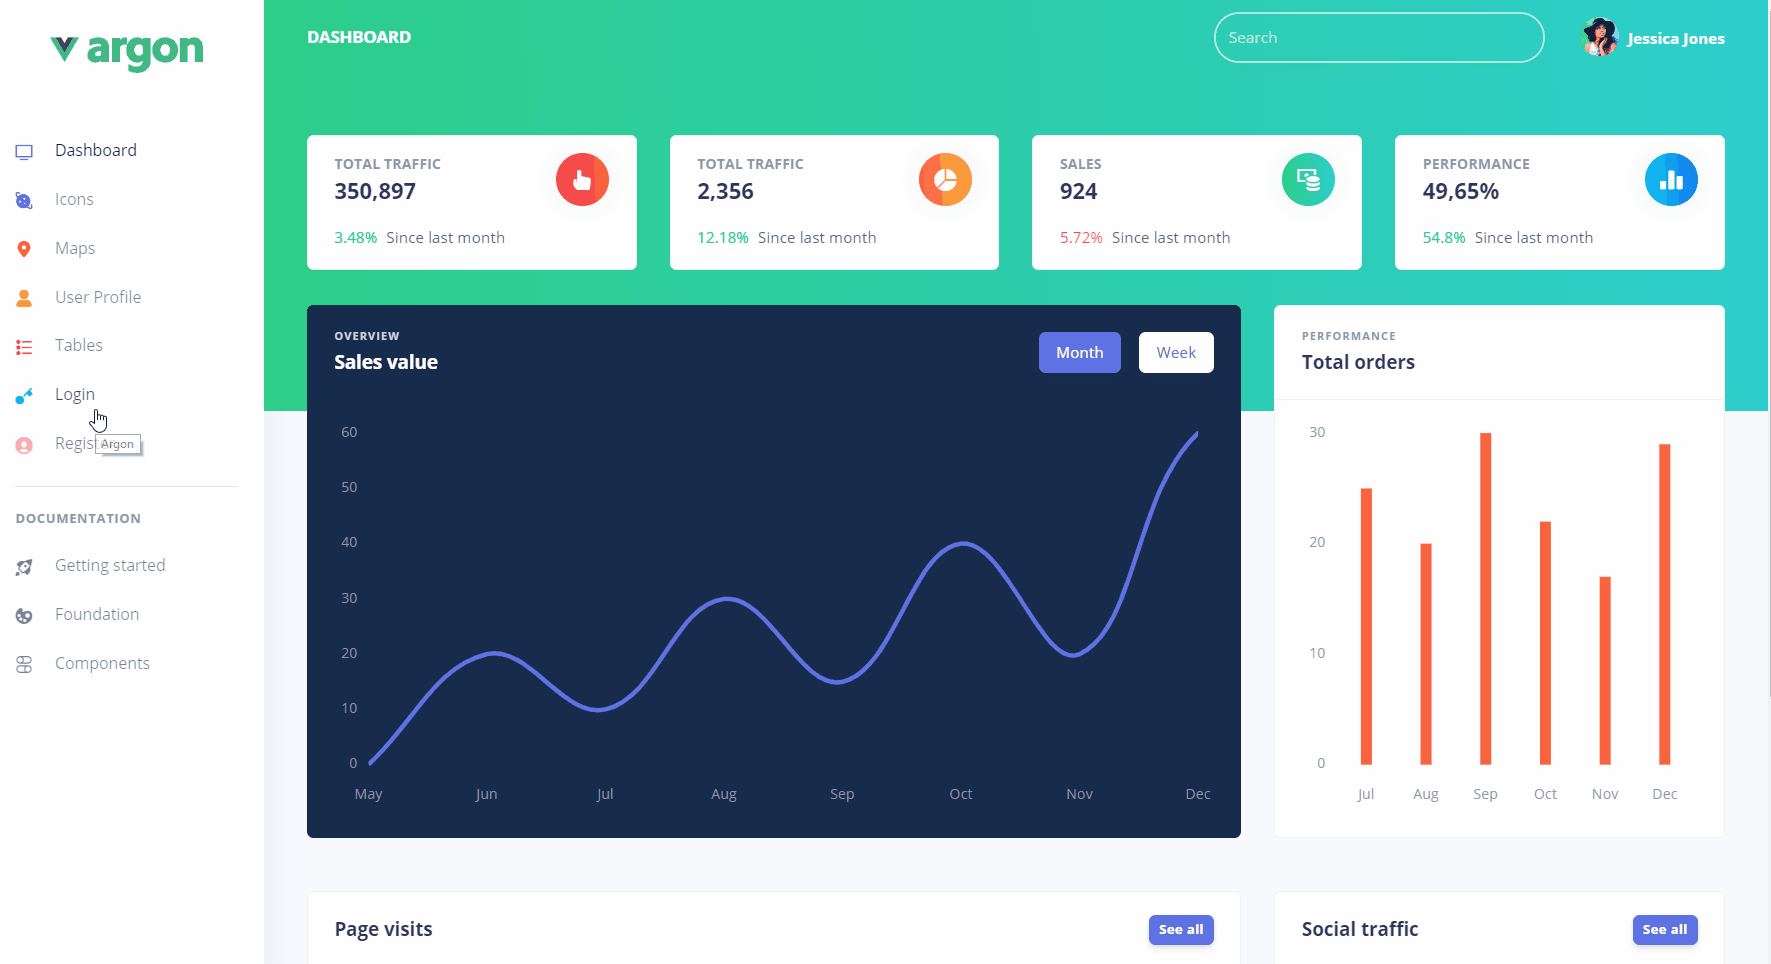 argon
Dashboard
Icons
Maps
User Profile
Tables
Login
Regis
Argon
DOCUMENTATION
Getting started
Foundation
Components
DASHBOARD
Search
Jessica Jones
TOTAL TRAFFIC
350,897
3.48% Since last month
TOTAL TRAFFIC
2,356
12.18% Since last month
SALES
924
5.72% Since last month
PERFORMANCE
49,65%
54.8% Since last month
OVERVIEW
Sales value
Month
Week
60
50
40
30
20
10
0
May Jun Jul Aug Sep Oct Nov Dec
PERFORMANCE
Total orders
30
20
10
0
Jul Aug Sep Oct Nov Dec
Page visits
See all
Social traffic
See all